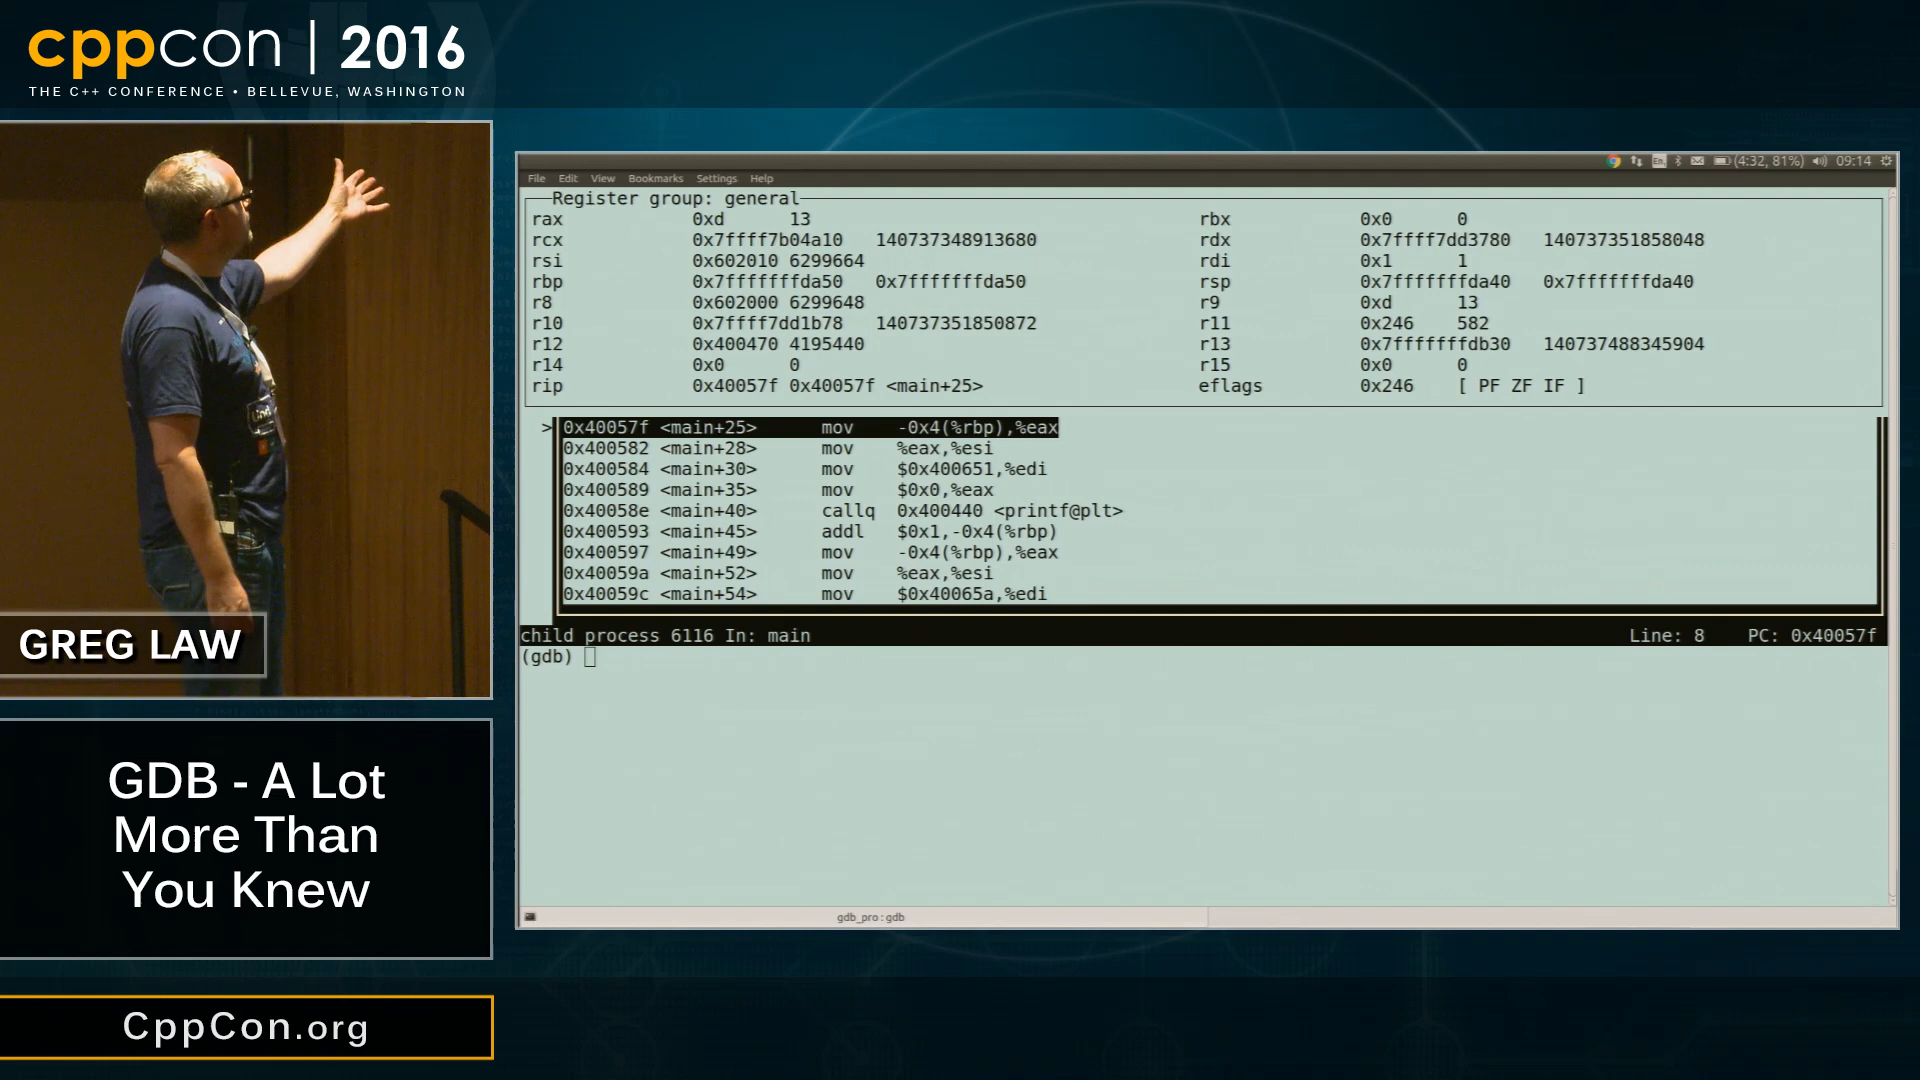 cppcon | 2016
THE C++ CONFERENCE • BELLEVUE, WASHINGTON
GREG LAW
GDB - A Lot
More Than
You Knew
CppCon.org
En (4:32, 81%) 09:14
File Edit View Bookmarks Settings Help
Register group: general
rax 0xd 13 rbx 0x0 0
rcx 0x7ffff7b04a10 140737348913680 rdx 0x7ffff7dd3780 140737351858048
rsi 0x602010 6299664 rdi 0x1 1
rbp 0x7fffffffda50 0x7fffffffda50 rsp 0x7fffffffda40 0x7fffffffda40
r8 0x602000 6299648 r9 0xd 13
r10 0x7ffff7dd1b78 140737351850872 r11 0x246 582
r12 0x400470 4195440 r13 0x7fffffffdb30 140737488345904
r14 0x0 0 r15 0x0 0
rip 0x40057f 0x40057f <main+25> eflags 0x246 [ PF ZF IF ]
>0x40057f <main+25> mov -0x4(%rbp),%eax
0x400582 <main+28> mov %eax,%esi
0x400584 <main+30> mov $0x400651,%edi
0x400589 <main+35> mov $0x0,%eax
0x40058e <main+40> callq 0x400440 <printf@plt>
0x400593 <main+45> addl $0x1,-0x4(%rbp)
0x400597 <main+49> mov -0x4(%rbp),%eax
0x40059a <main+52> mov %eax,%esi
0x40059c <main+54> mov $0x40065a,%edi
child process 6116 In: main Line: 8 PC: 0x40057f
(gdb)
gdb_pro : gdb